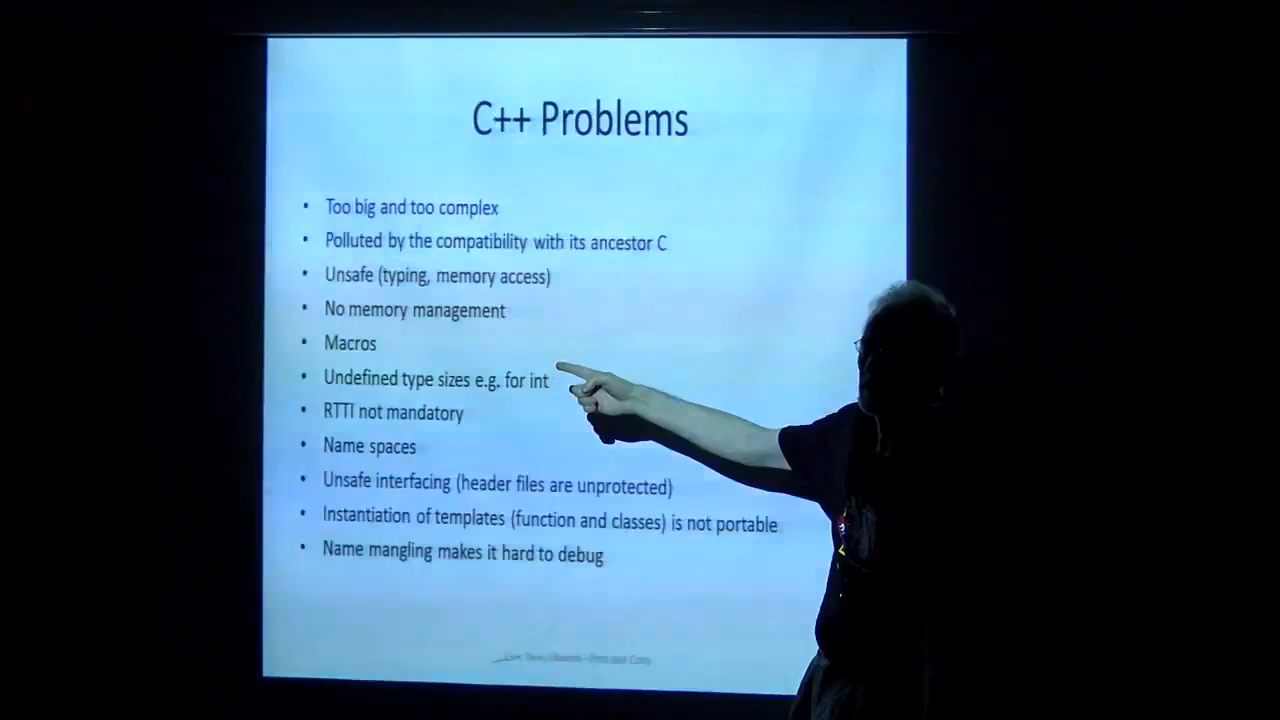 C++ Problems
• Too big and too complex
• Polluted by the compatibility with its ancestor C
• Unsafe (typing, memory access)
• No memory management
• Macros
• Undefined type sizes e.g. for int
• RTTI not mandatory
• Name spaces
• Unsafe interfacing (header files are unprotected)
• Instantiation of templates (function and classes) is not portable
• Name mangling makes it hard to debug